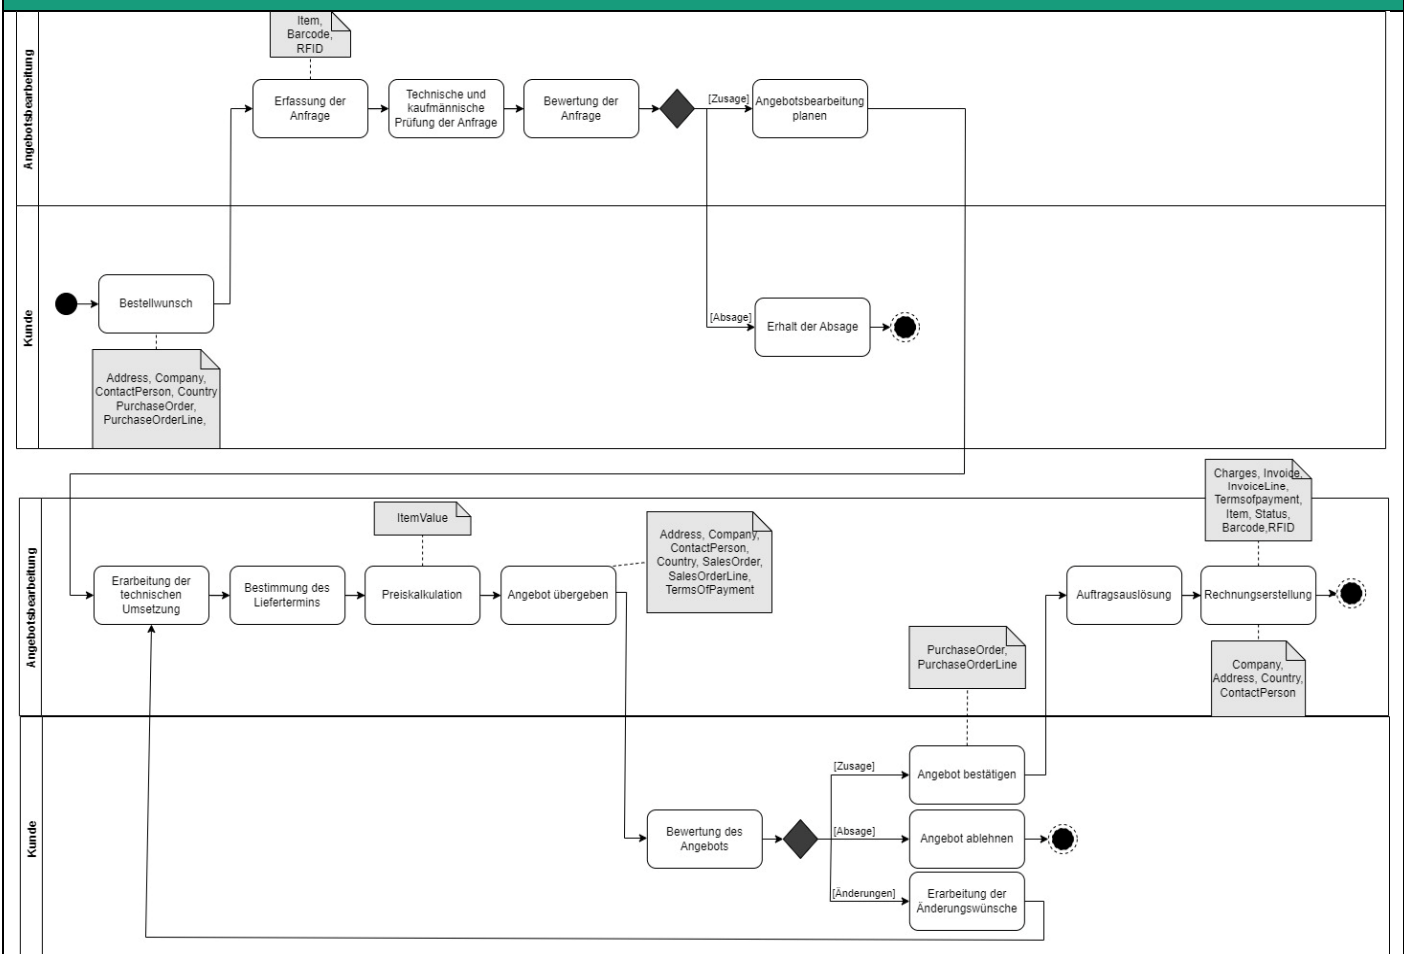 Angebotsbearbeitung
Item,
Barcode,
RFID
Erfassung der
Anfrage
Technische und
kaufmännische
Prüfung der Anfrage
Bewertung der
Anfrage
[Zusage]
Angebotsbearbeitung
planen
Kunde
Bestellwunsch
Address, Company,
ContactPerson, Country
PurchaseOrder,
PurchaseOrderLine,
[Absage]
Erhalt der Absage
Angebotsbearbeitung
Erarbeitung der
technischen
Umsetzung
Bestimmung des
Liefertermins
ItemValue
Preiskalkulation
Angebot übergeben
Address, Company,
ContactPerson,
Country, SalesOrder,
SalesOrderLine,
TermsOfPayment
Charges, Invoice,
InvoiceLine,
Termsofpayment,
Item, Status,
Barcode,RFID
Auftragsauslösung
Rechnungserstellung
Company,
Address, Country,
ContactPerson
PurchaseOrder,
PurchaseOrderLine
Kunde
Bewertung des
Angebots
[Zusage]
Angebot bestätigen
[Absage]
Angebot ablehnen
[Änderungen]
Erarbeitung der
Änderungswünsche